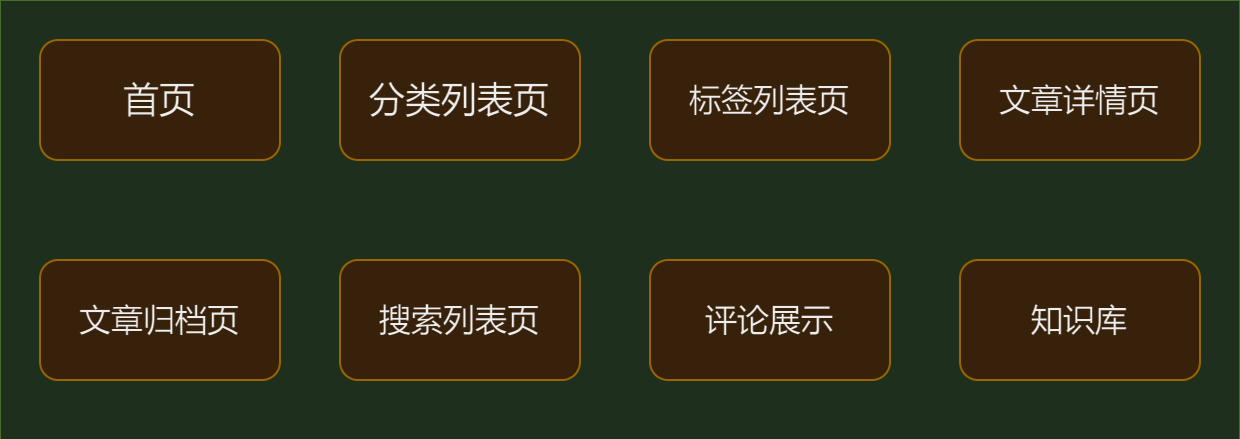 首页
分类列表页
标签列表页
文章详情页
文章归档页
搜索列表页
评论展示
知识库